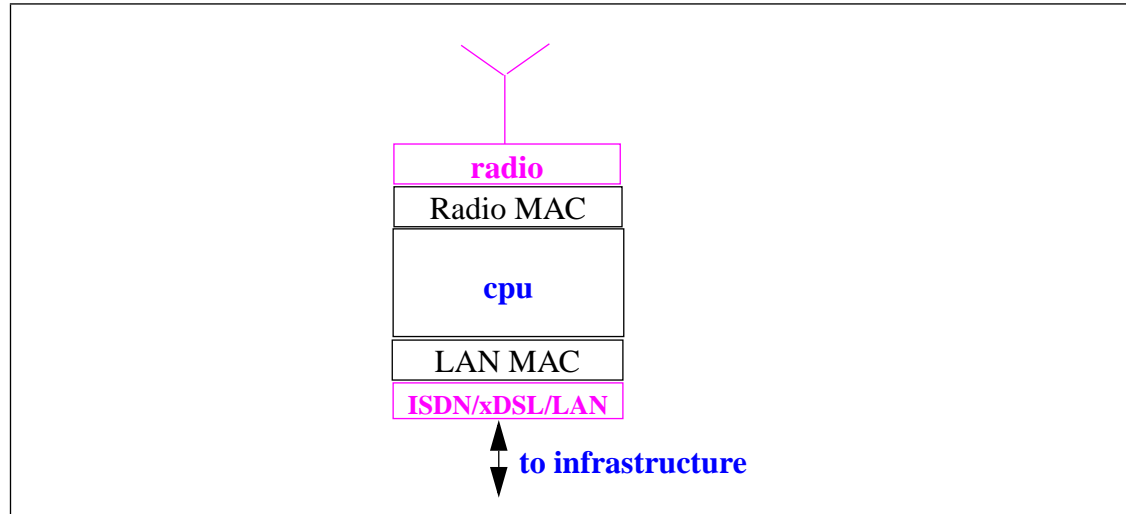 radio
Radio MAC
cpu
LAN MAC
ISDN/xDSL/LAN
to infrastructure